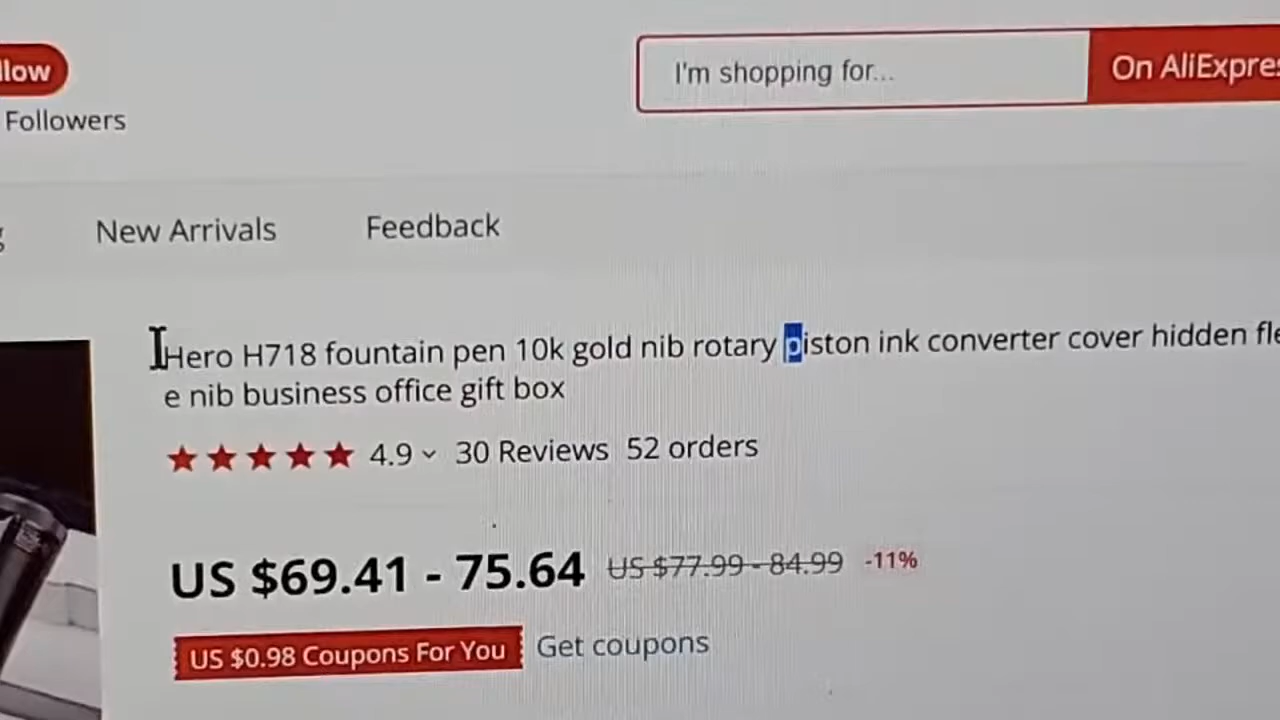 llow
I'm shopping for...
On AliExpres
Followers
New Arrivals
Feedback
Hero H718 fountain pen 10k gold nib rotary piston ink converter cover hidden fle
e nib business office gift box
4.9 30 Reviews 52 orders
US $69.41 - 75.64 US $77.99 - 84.99 -11%
US $0.98 Coupons For You Get coupons